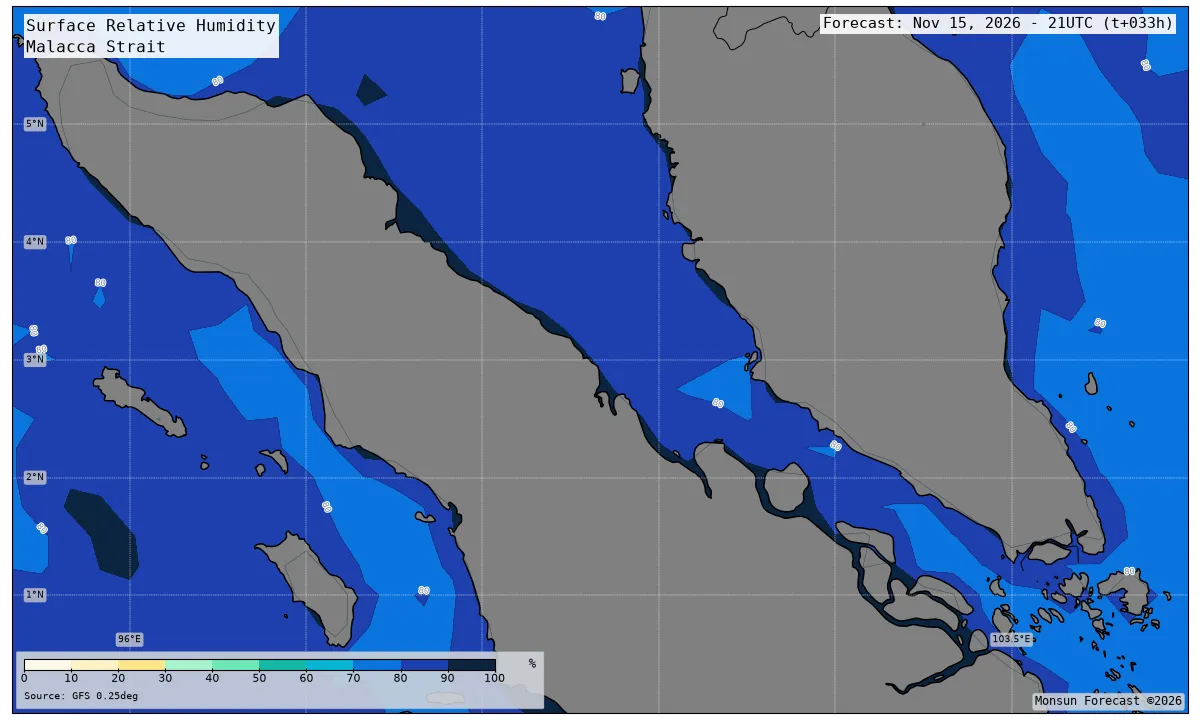 Surface Relative Humidity
Malacca Strait
Forecast: Nov 15, 2026 - 21UTC (t+033h)
80
80
80
5°N
4°N
80
80
80
80
80
3°N
80
80
80
2°N
80
80
80
80
1°N
96°E
103.5°E
%
0 10 20 30 40 50 60 70 80 90 100
Source: GFS 0.25deg
Monsun Forecast ©2026